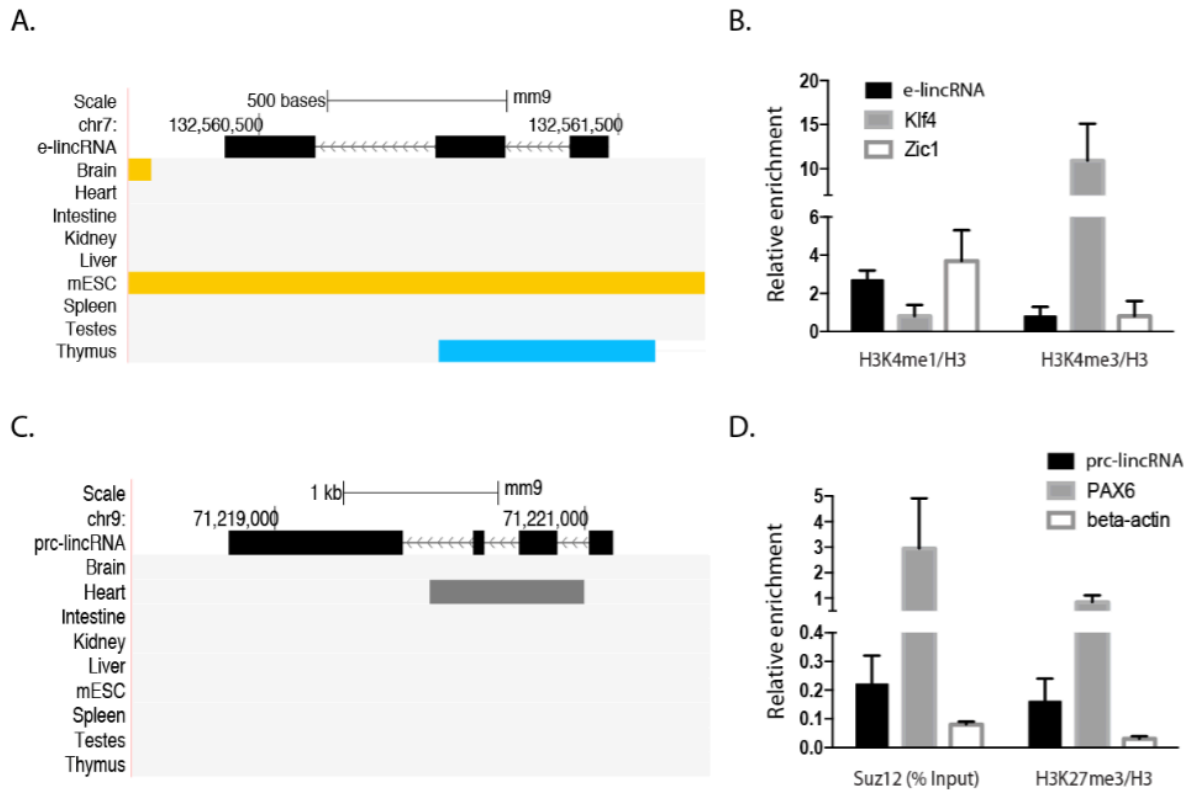 A.
Scale 500 bases mm9
chr7: 132,560,500 132,561,500
e-lincRNA
Brain
Heart
Intestine
Kidney
Liver
mESC
Spleen
Testes
Thymus
B.
Relative enrichment
20
15
10
6
4
2
0
e-lincRNA
Klf4
Zic1
H3K4me1/H3 H3K4me3/H3
C.
Scale 1 kb mm9
chr9: 71,219,000 71,221,000
prc-lincRNA
Brain
Heart
Intestine
Kidney
Liver
mESC
Spleen
Testes
Thymus
D.
prc-lincRNA
PAX6
beta-actin
Relative enrichment
5
4
3
2
1
0.4
0.3
0.2
0.1
0.0
Suz12 (% Input) H3K27me3/H3